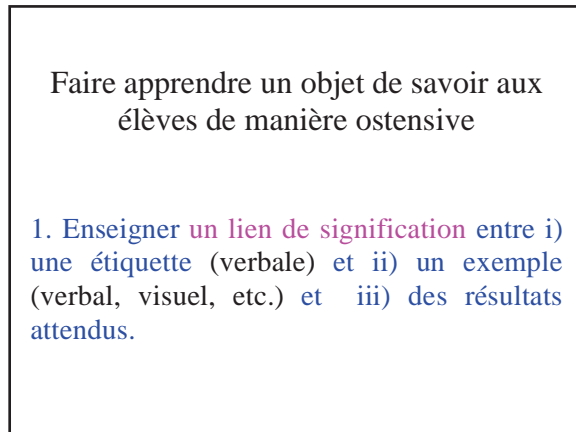 Faire apprendre un objet de savoir aux
élèves de manière ostensive
1. Enseigner un lien de signification entre i)
une étiquette (verbale) et ii) un exemple
(verbal, visuel, etc.) et iii) des résultats
attendus.